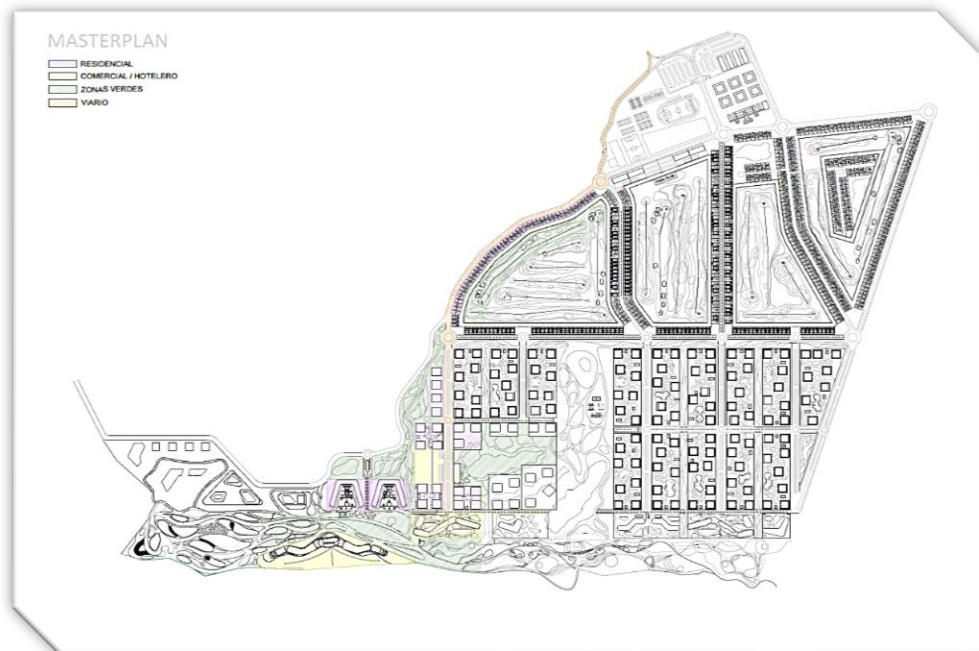 MASTERPLAN
RESIDENCIAL
COMERCIAL / HOTELERO
ZONAS VERDES
VIARIO